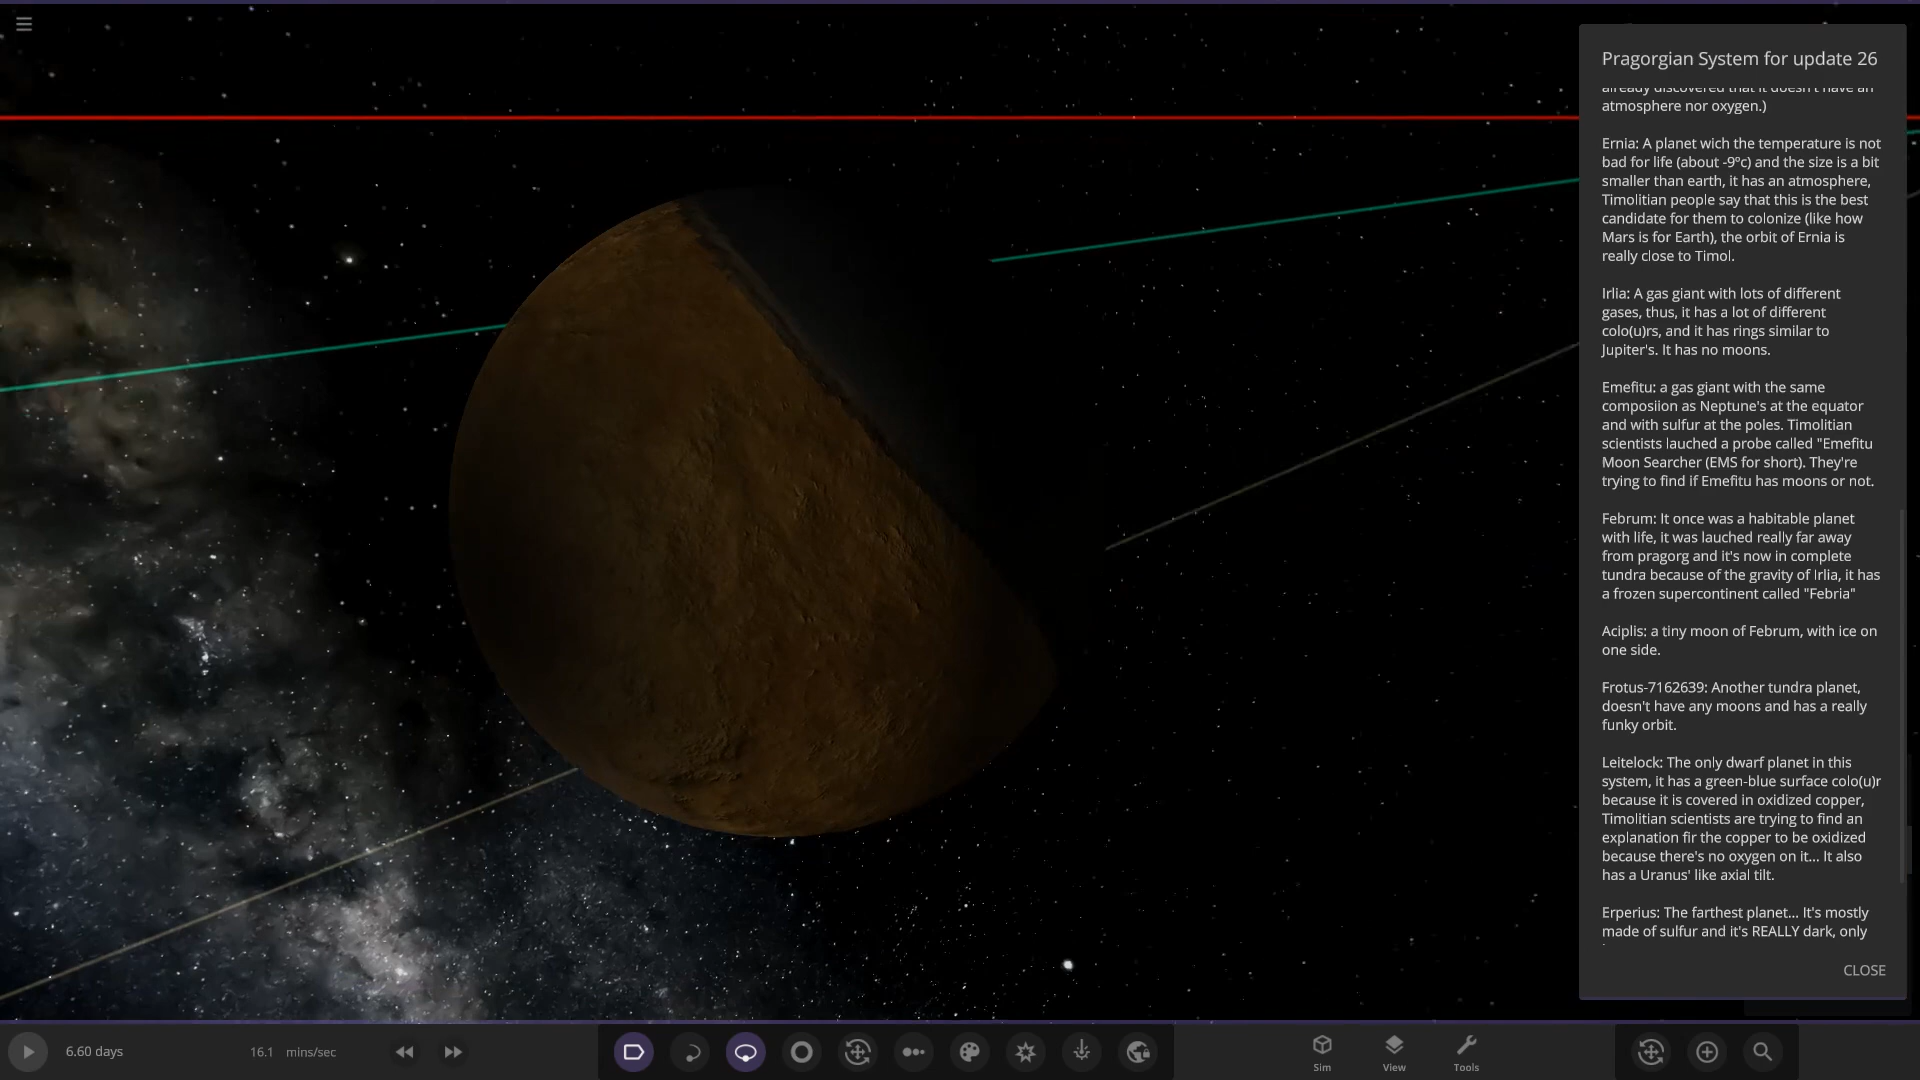 Pragorgian System for update 26
already discovered that it doesn't have an
atmosphere nor oxygen.)
Ernia: A planet wich the temperature is not
bad for life (about -9ºc) and the size is a bit
smaller than earth, it has an atmosphere,
Timolitian people say that this is the best
candidate for them to colonize (like how
Mars is for Earth), the orbit of Ernia is
really close to Timol.
Irlia: A gas giant with lots of different
gases, thus, it has a lot of different
colo(u)rs, and it has rings similar to
Jupiter's. It has no moons.
Emefitu: a gas giant with the same
composiion as Neptune's at the equator
and with sulfur at the poles. Timolitian
scientists lauched a probe called "Emefitu
Moon Searcher (EMS for short). They're
trying to find if Emefitu has moons or not.
Februm: It once was a habitable planet
with life, it was lauched really far away
from pragorg and it's now in complete
tundra because of the gravity of Irlia, it has
a frozen supercontinent called "Febria"
Aciplis: a tiny moon of Februm, with ice on
one side.
Frotus-7162639: Another tundra planet,
doesn't have any moons and has a really
funky orbit.
Leitelock: The only dwarf planet in this
system, it has a green-blue surface colo(u)r
because it is covered in oxidized copper,
Timolitian scientists are trying to find an
explanation fir the copper to be oxidized
because there's no oxygen on it... It also
has a Uranus' like axial tilt.
Erperius: The farthest planet... It's mostly
made of sulfur and it's REALLY dark, only
CLOSE
6.60 days
16.1 mins/sec
Sim
View
Tools